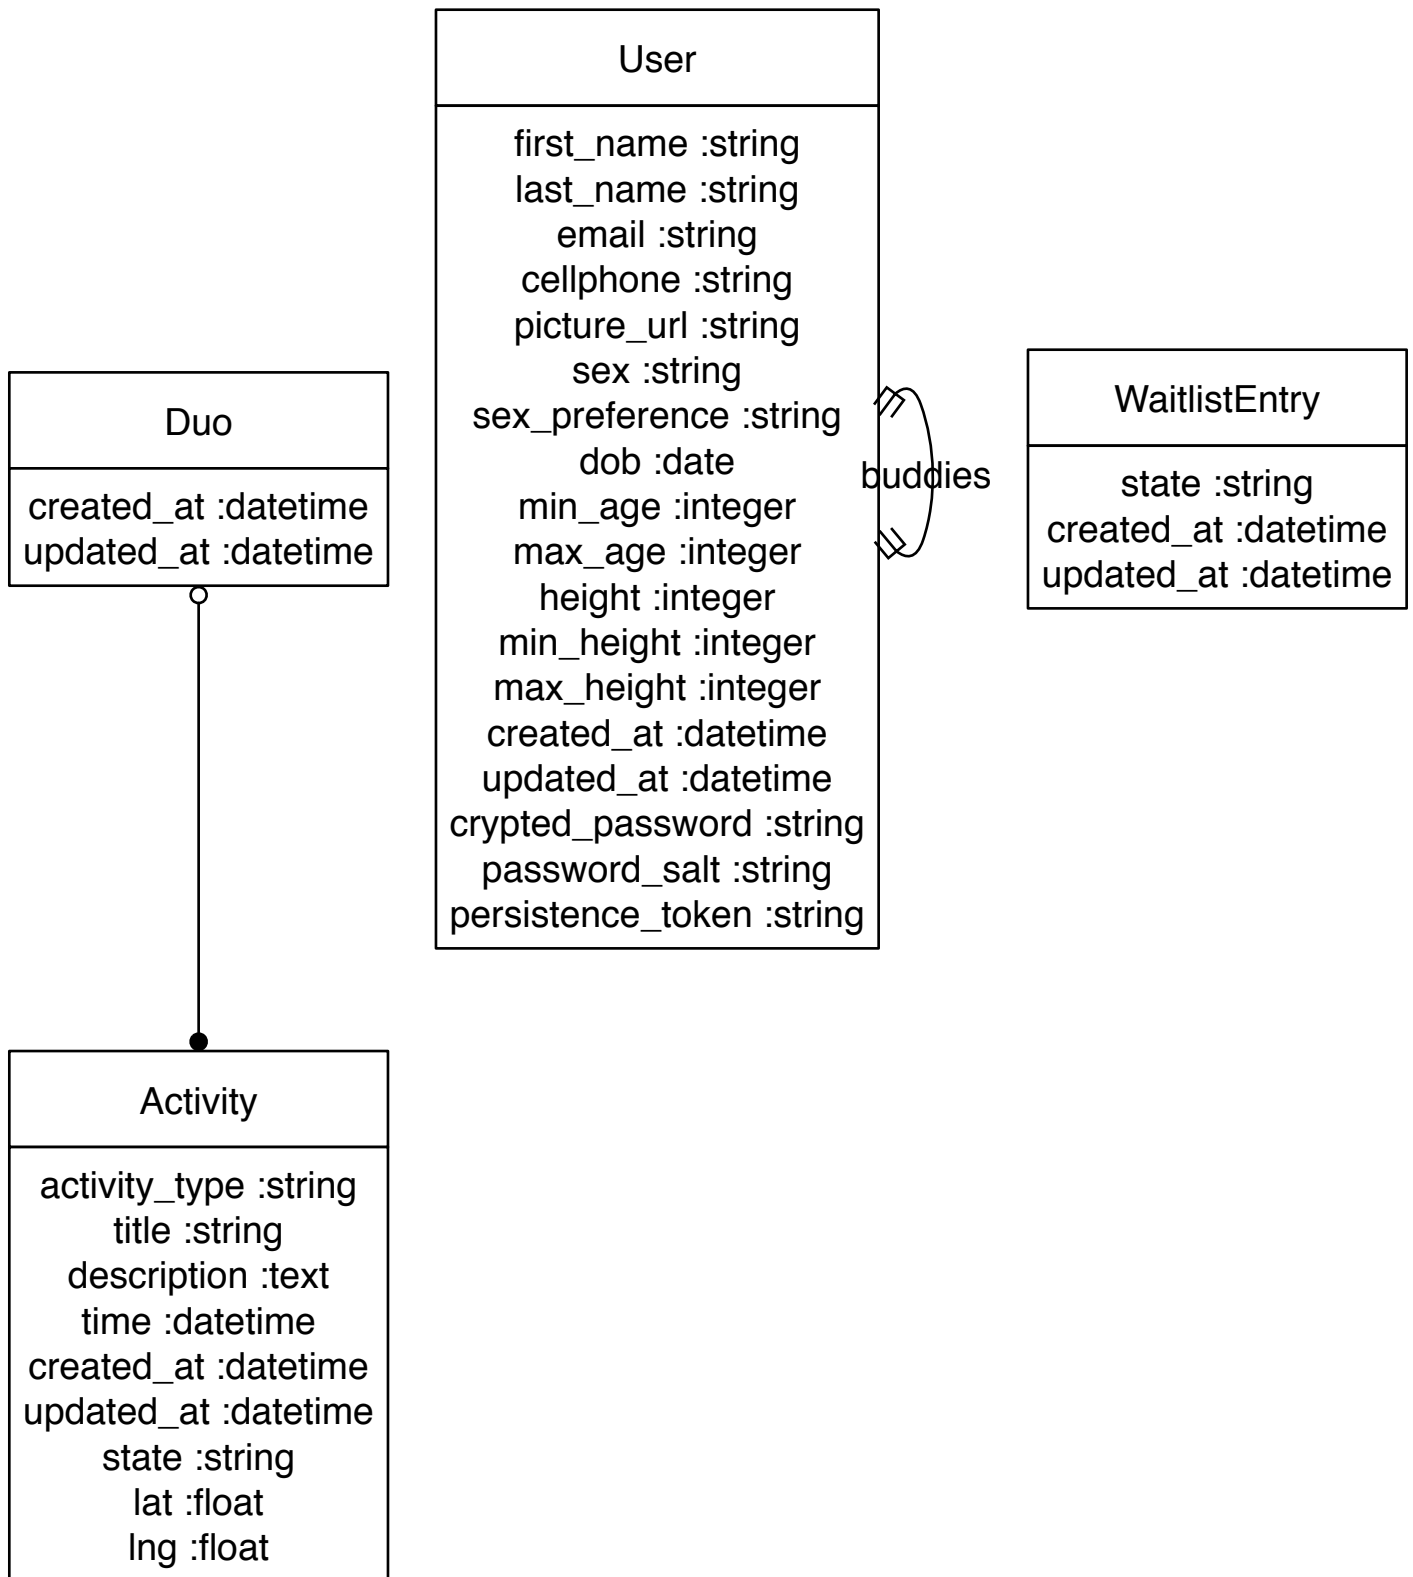 User
first_name :string
last_name :string
email :string
cellphone :string
picture_url :string
sex :string
sex_preference :string
dob :date
min_age :integer
max_age :integer
height :integer
min_height :integer
max_height :integer
created_at :datetime
updated_at :datetime
crypted_password :string
password_salt :string
persistence_token :string
buddies
WaitlistEntry
state :string
created_at :datetime
updated_at :datetime
Duo
created_at :datetime
updated_at :datetime
Activity
activity_type :string
title :string
description :text
time :datetime
created_at :datetime
updated_at :datetime
state :string
lat :float
lng :float